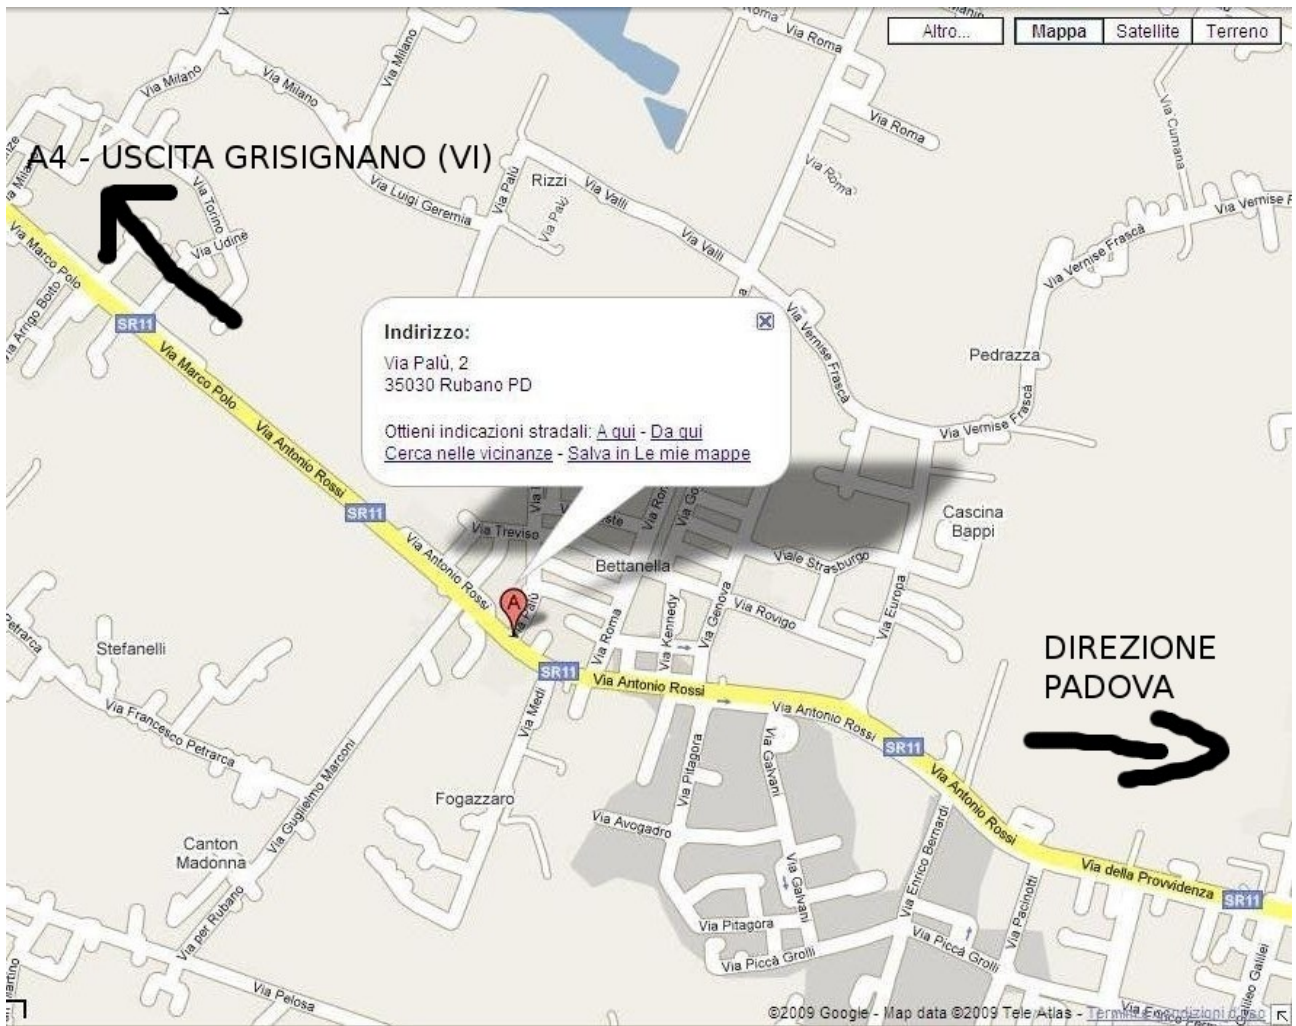 Via Roma
Altro...
Mappa
Satellite
Terreno
Via Milano
Via Milano
Via Milano
Via Roma
Via Roma
Via Cumana
A4 - USCITA GRISIGNANO (VI)
Via Torino
Via Luigi Geremia
Via Palù
Rizzi
Via Palù
Via Valli
Via Valli
Via Roma
Via Vernise F
Via Vernise Frascà
Via Marco Polo
Via Udine
Via Arrigo Boito
SR11
Via Marco Polo
Indirizzo:
Via Palù, 2
35030 Rubano PD
Ottieni indicazioni stradali: A qui - Da qui
Cerca nelle vicinanze - Salva in Le mie mappe
Via Vernise Frascà
Pedrazza
Via Vernise Frascà
Via Antonio Rossi
SR11
Via Treviso
Via Antonio Rossi
Cascina
Bappi
Bettanella
Viale Strasburgo
A
Via Roma
Via Kennedy
Via Genova
Via Rovigo
Via Europa
Petrarca
Stefanelli
Via Francesco Petrarca
SR11
Via Antonio Rossi
Via Medi
Via Antonio Rossi
SR11
DIREZIONE
PADOVA
Via Guglielmo Marconi
Fogazzaro
Via Pitagora
Via Galvani
Via Antonio Rossi
Via Avogadro
Canton
Madonna
Via Galvani
Via Enrico Bernardi
Via della Provvidenza
SR11
Via per Rubano
Via Pitagora
Via Piccà Grolli
Via Piccà Grolli
Via Pacinotti
Galileo Galilei
Via Pelosa
©2009 Google - Map data ©2009 Tele Atlas - Termini e condizioni d'uso